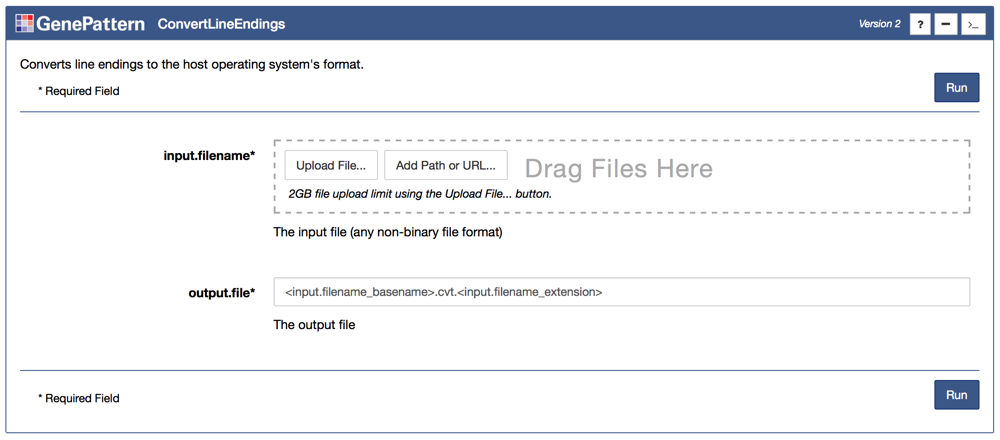 GenePattern ConvertLineEndings Version 2 ? >_
Converts line endings to the host operating system's format.
* Required Field
Run
input.filename*
Upload File... Add Path or URL... Drag Files Here
2GB file upload limit using the Upload File... button.
The input file (any non-binary file format)
output.file*
<input.filename_basename>.cvt.<input.filename_extension>
The output file
* Required Field
Run